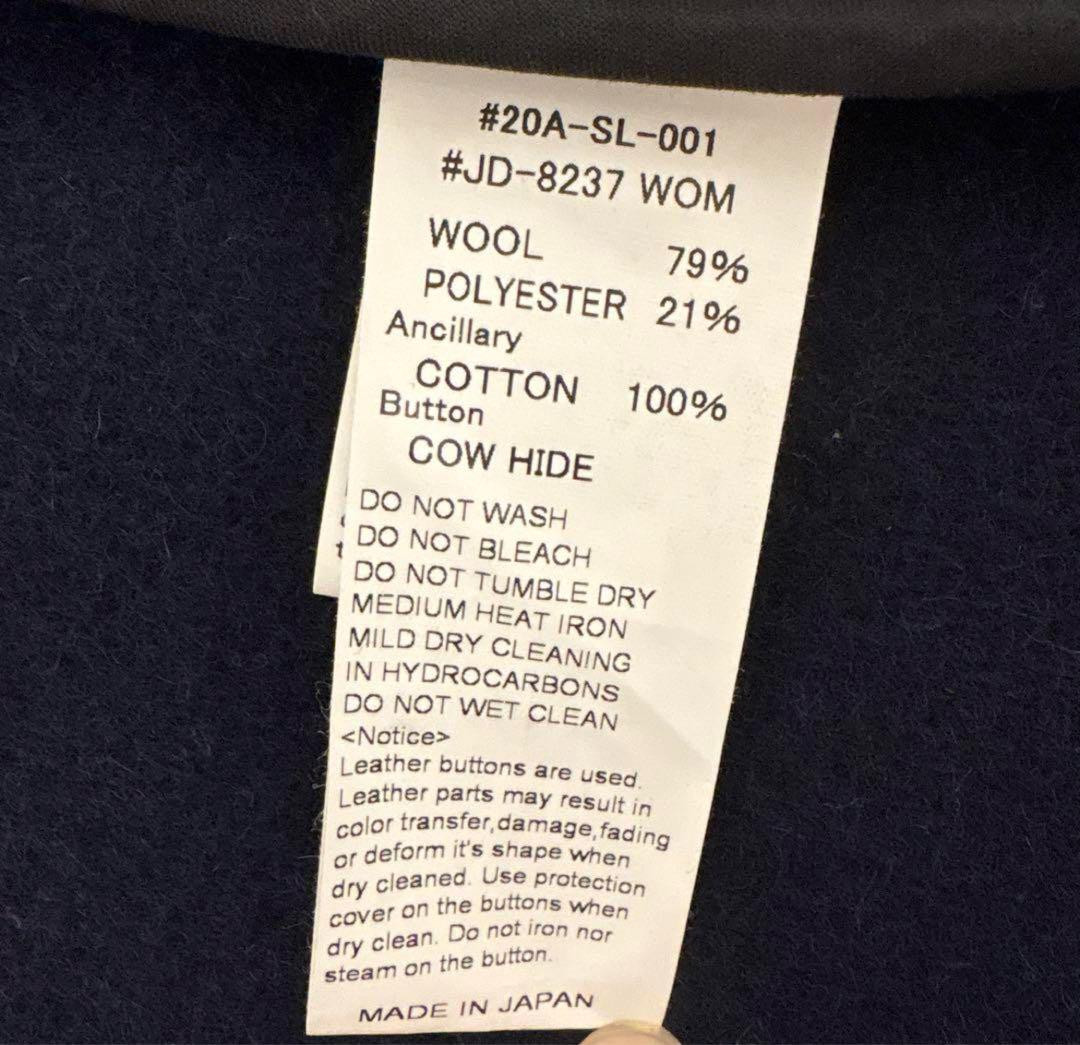 #20A-SL-001
#JD-8237 WOM
WOOL 79%
POLYESTER 21%
Ancillary
COTTON 100%
Button
COW HIDE
DO NOT WASH
DO NOT BLEACH
DO NOT TUMBLE DRY
MEDIUM HEAT IRON
MILD DRY CLEANING
IN HYDROCARBONS
DO NOT WET CLEAN
<Notice>
Leather buttons are used.
Leather parts may result in
color transfer,damage,fading
or deform it's shape when
dry cleaned. Use protection
cover on the buttons when
dry clean. Do not iron nor
steam on the button.
MADE IN JAPAN